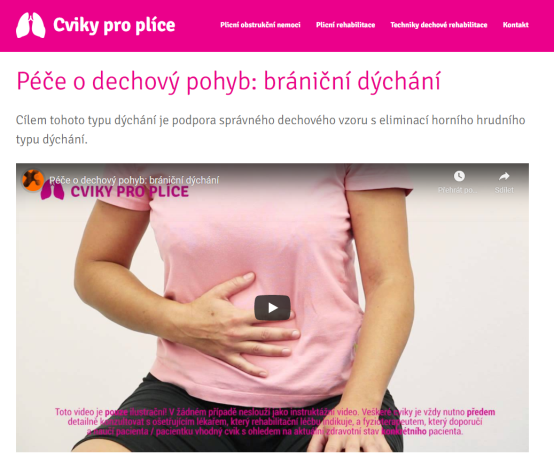 Cviky pro plíce
Plicní obstrukční nemoci Plicní rehabilitace Techniky dechové rehabilitace Kontakt
Péče o dechový pohyb: brániční dýchání
Cílem tohoto typu dýchání je podpora správného dechového vzoru s eliminací horního hrudního
typu dýchání.
Péče o dechový pohyb: brániční dýchání
Přehrát po... Sdílet...
CVIKY PRO PLÍCE
Toto video je pouze ilustrační! V žádném případě neslouží jako instruktážní video. Veškeré cviky je vždy nutno předem
detailně konzultovat s ošetřujícím lékařem, který rehabilitační léčbu indikuje, a fyzioterapeutem, který doporučí
pacienta / pacientku vhodný cvik s ohledem na aktuální zdravotní stav konkrétního pacienta.